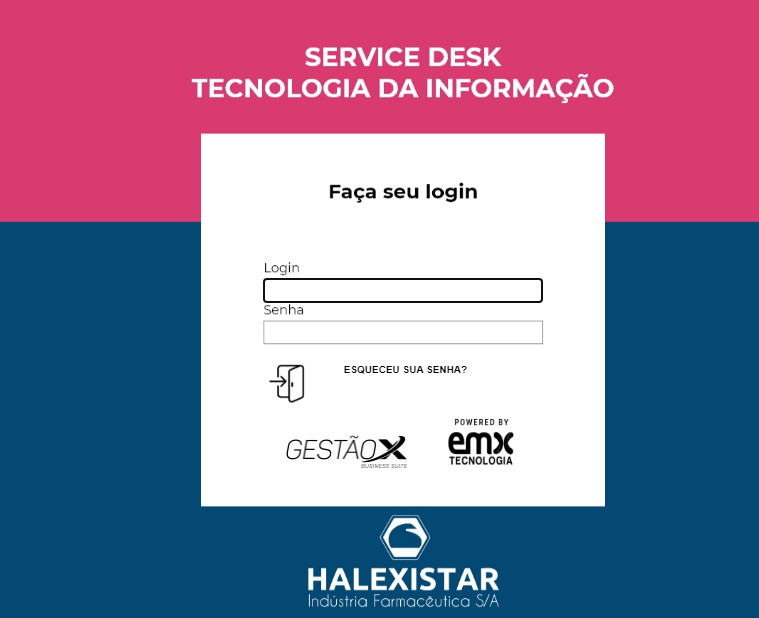 SERVICE DESK
TECNOLOGIA DA INFORMAÇÃO
Faça seu login
Login
Senha
ESQUECEU SUA SENHA?
POWERED BY
GESTÃOX
BUSINESS SUITE
emx
TECNOLOGIA
HALEXISTAR
Indústria Farmacêutica S/A